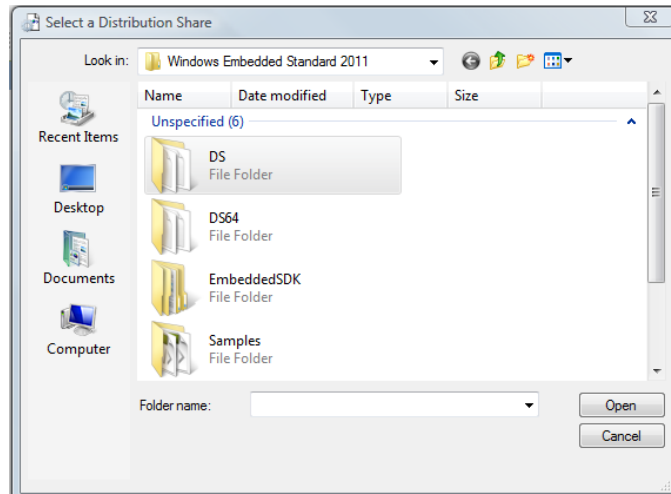 Select a Distribution Share
Look in: Windows Embedded Standard 2011
Name Date modified Type Size
Unspecified (6)
Recent Items
DS
File Folder
Desktop
DS64
File Folder
Documents
EmbeddedSDK
File Folder
Computer
Samples
File Folder
Folder name: Open
Cancel